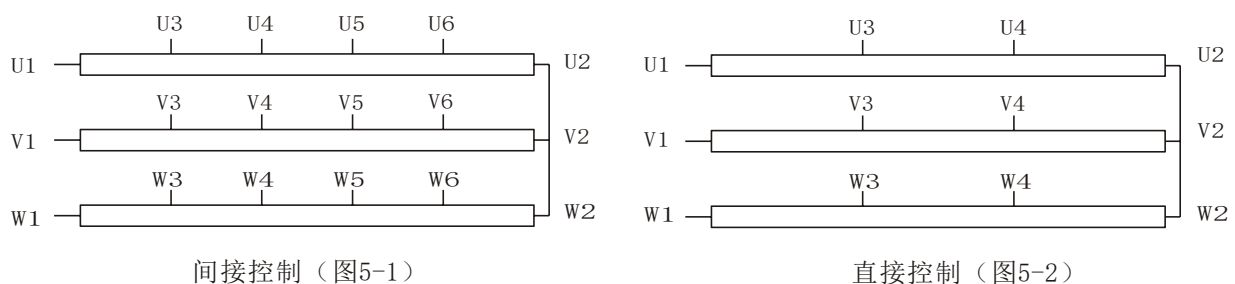 U3 U4 U5 U6
U1 U2
V3 V4 V5 V6
V1 V2
W3 W4 W5 W6
W1 W2
间接控制（图5-1）
U3 U4
U1 U2
V3 V4
V1 V2
W3 W4
W1 W2
直接控制（图5-2）